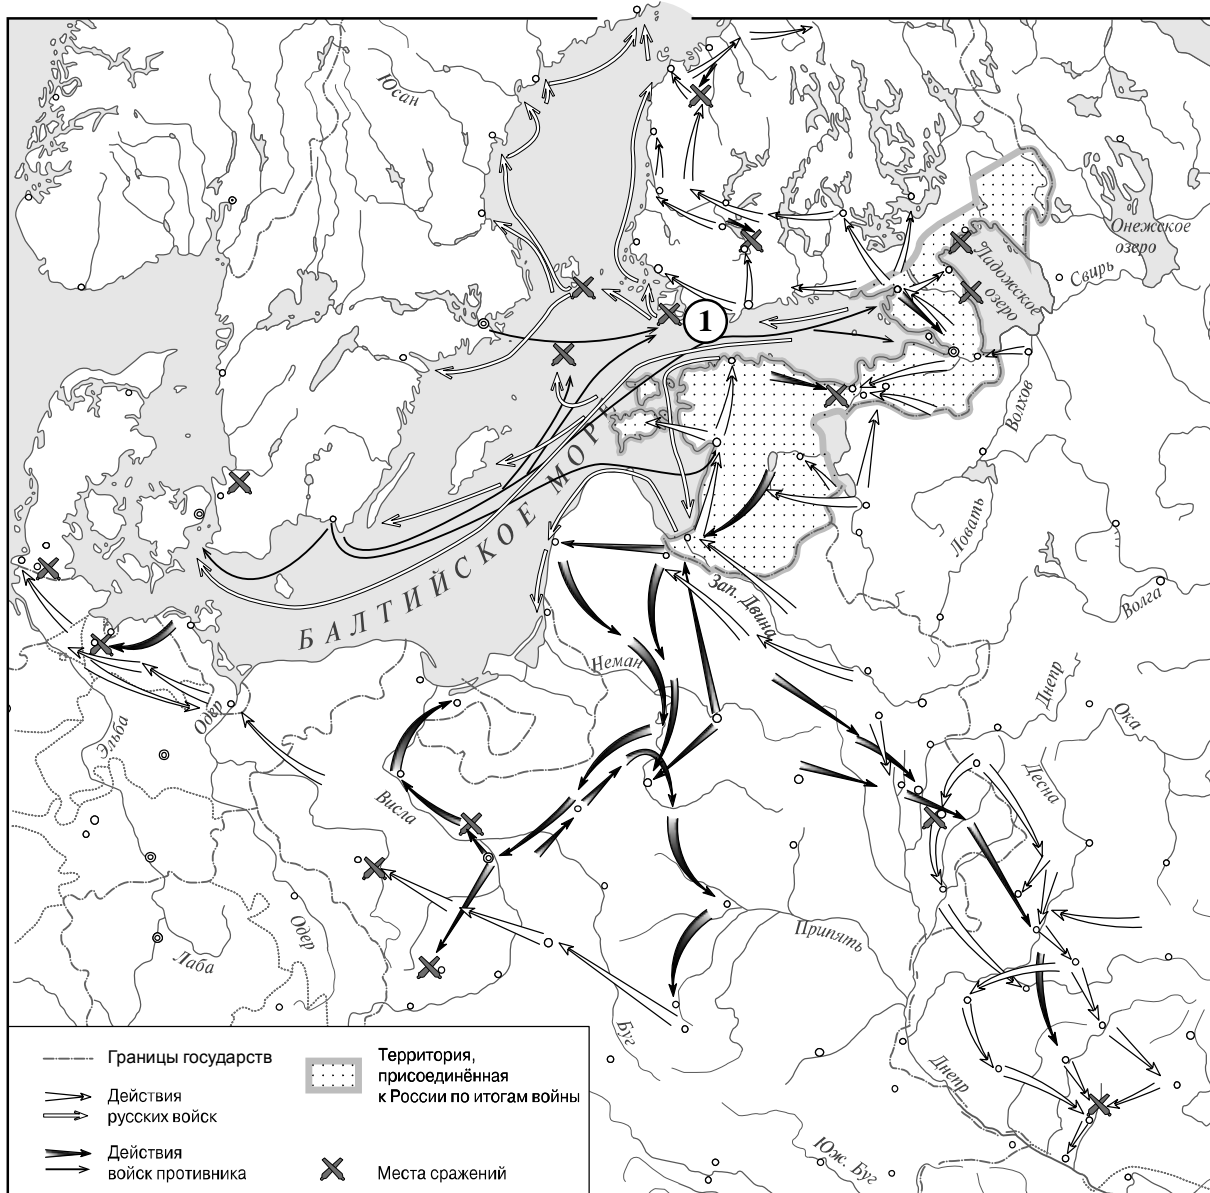 Юсан
Онежское
озеро
Свирь
Ладожское
озеро
1
Волхов
БАЛТИЙСКОЕ МОРЕ
Ловать
Зап. Двина
Волга
Неман
Днепр
Ока
Одер
Эльба
Десна
Висла
Одер
Лаба
Припять
Буг
Днепр
Юж. Буг
Границы государств
Действия
русских войск
Действия
войск противника
Территория,
присоединённая
к России по итогам войны
Места сражений